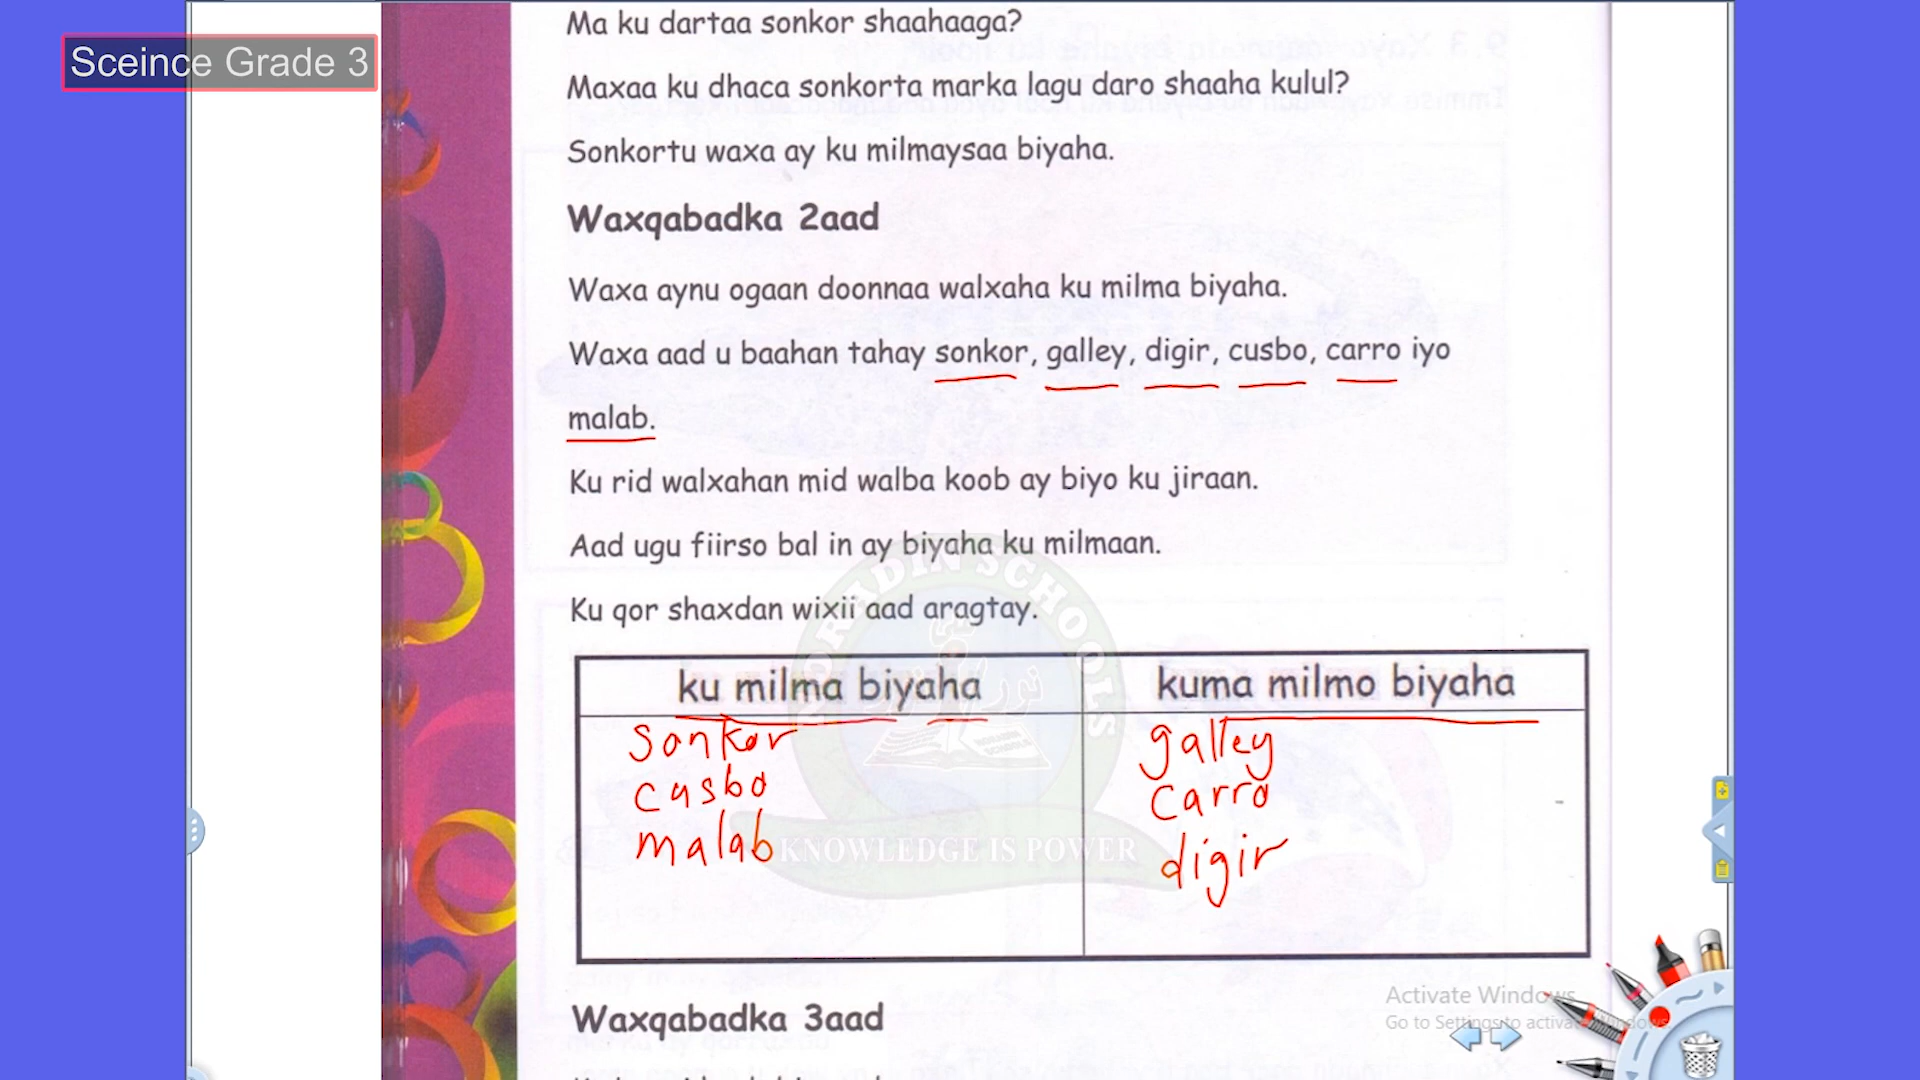 Sceince Grade 3
Ma ku dartaa sonkor shaahaaga?
Maxaa ku dhaca sonkorta marka lagu daro shaaha kulul?
Sonkortu waxa ay ku milmaysaa biyaha.
Waxqabadka 2aad
Waxa aynu ogaan doonnaa walxaha ku milma biyaha.
Waxa aad u baahan tahay sonkor, galley, digir, cusbo, carro iyo
malab.
Ku rid walxahan mid walba koob ay biyo ku jiraan.
Aad ugu fiirso bal in ay biyaha ku milmaan.
Ku qor shaxdan wixii aad aragtay.
NORADIN SCHOOLS
ku milma biyaha kuma milmo biyaha
sonkor galley
cusbo carro
malab digir
KNOWLEDGE IS POWER
Waxqabadka 3aad
Activate Windows
Go to Settings to activate Windows